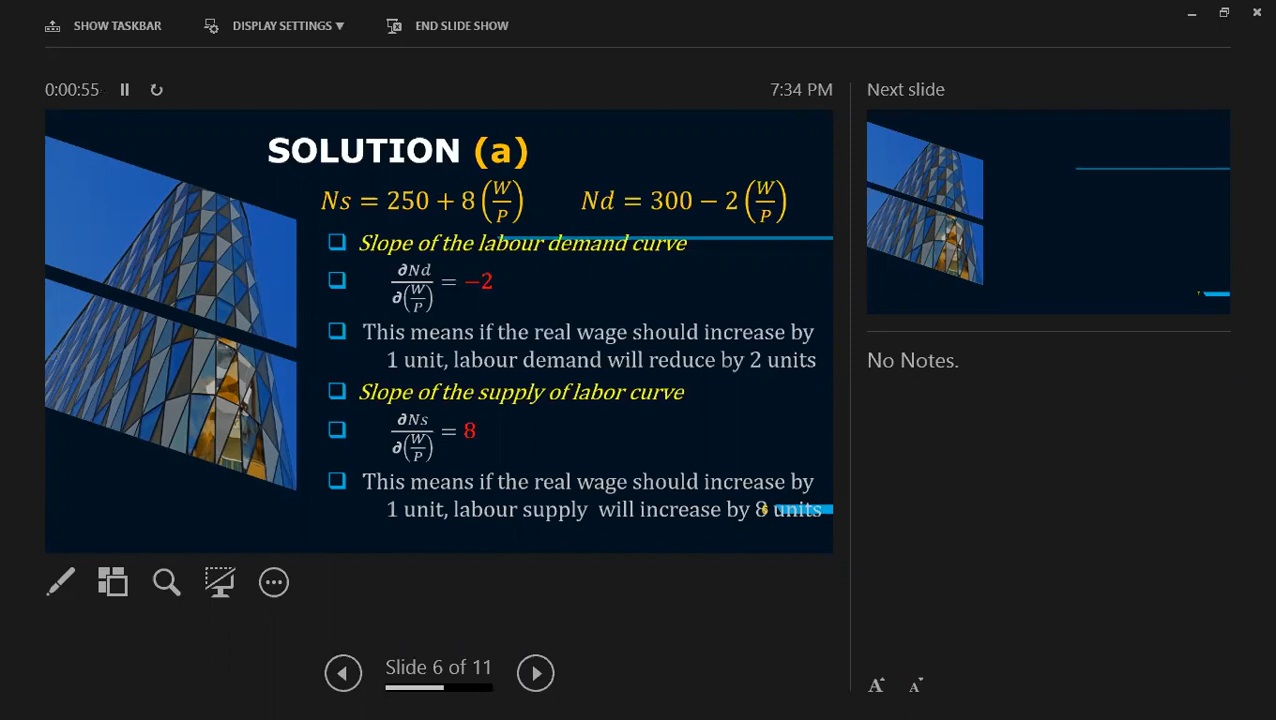 SHOW TASKBAR
DISPLAY SETTINGS ▼
END SLIDE SHOW
0:00:55
7:34 PM
Next slide
SOLUTION (a)
Ns = 250 + 8 (W/P) Nd = 300 − 2 (W/P)
Slope of the labour demand curve
∂Nd/∂(W/P) = −2
This means if the real wage should increase by
1 unit, labour demand will reduce by 2 units
Slope of the supply of labor curve
∂Ns/∂(W/P) = 8
This means if the real wage should increase by
1 unit, labour supply will increase by 8 units
6
7
No Notes.
Slide 6 of 11
A A